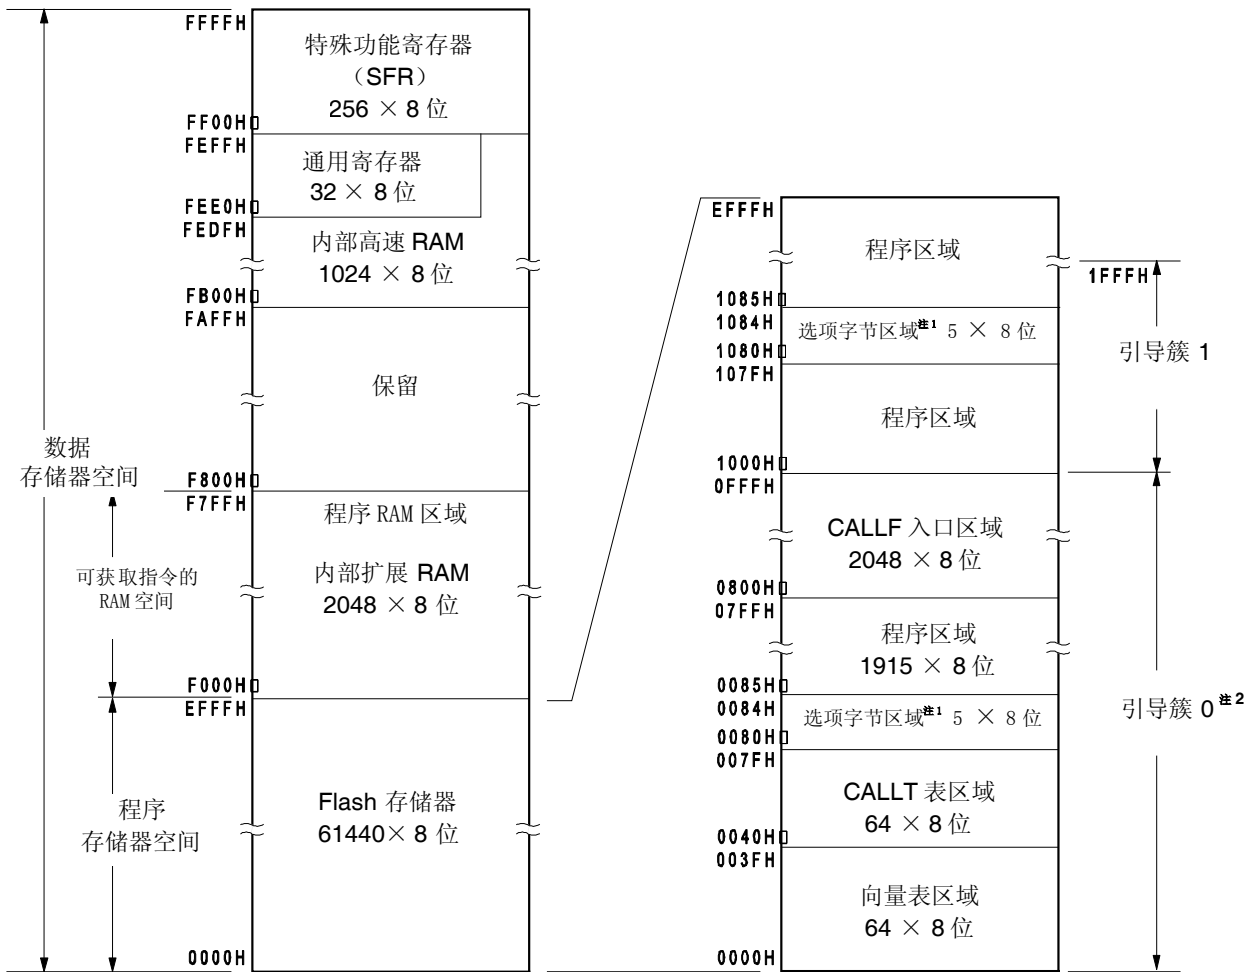 FFFFH
特殊功能寄存器
（SFR）
256 × 8 位
FF00H
FEFFH
通用寄存器
32 × 8 位
FEE0H
FEDFH
内部高速 RAM
1024 × 8 位
FB00H
FAFFH
保留
数据
存储器空间
F800H
F7FFH
程序 RAM 区域
可获取指令的
RAM 空间
内部扩展 RAM
2048 × 8 位
F000H
EFFFH
程序
存储器空间
Flash 存储器
61440× 8 位
0000H
EFFFH
程序区域
1FFFH
1085H
1084H
选项字节区域注1 5 × 8 位
1080H
107FH
引导簇 1
程序区域
1000H
0FFFH
CALLF 入口区域
2048 × 8 位
0800H
07FFH
程序区域
1915 × 8 位
0085H
0084H
选项字节区域注1 5 × 8 位
引导簇 0注2
0080H
007FH
CALLT 表区域
64 × 8 位
0040H
003FH
向量表区域
64 × 8 位
0000H